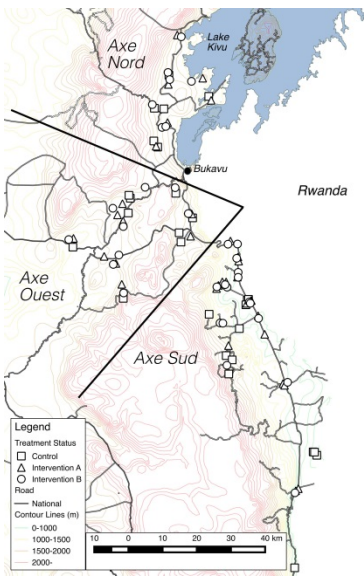 Axe
Nord
Lake
Kivu
Bukavu
Rwanda
Axe
Ouest
Axe Sud
Legend
Treatment Status
Control
Intervention A
Intervention B
Road
National
Contour Lines (m)
0-1000
1000-1500
1500-2000
2000-
10 0 10 20 30 40 km